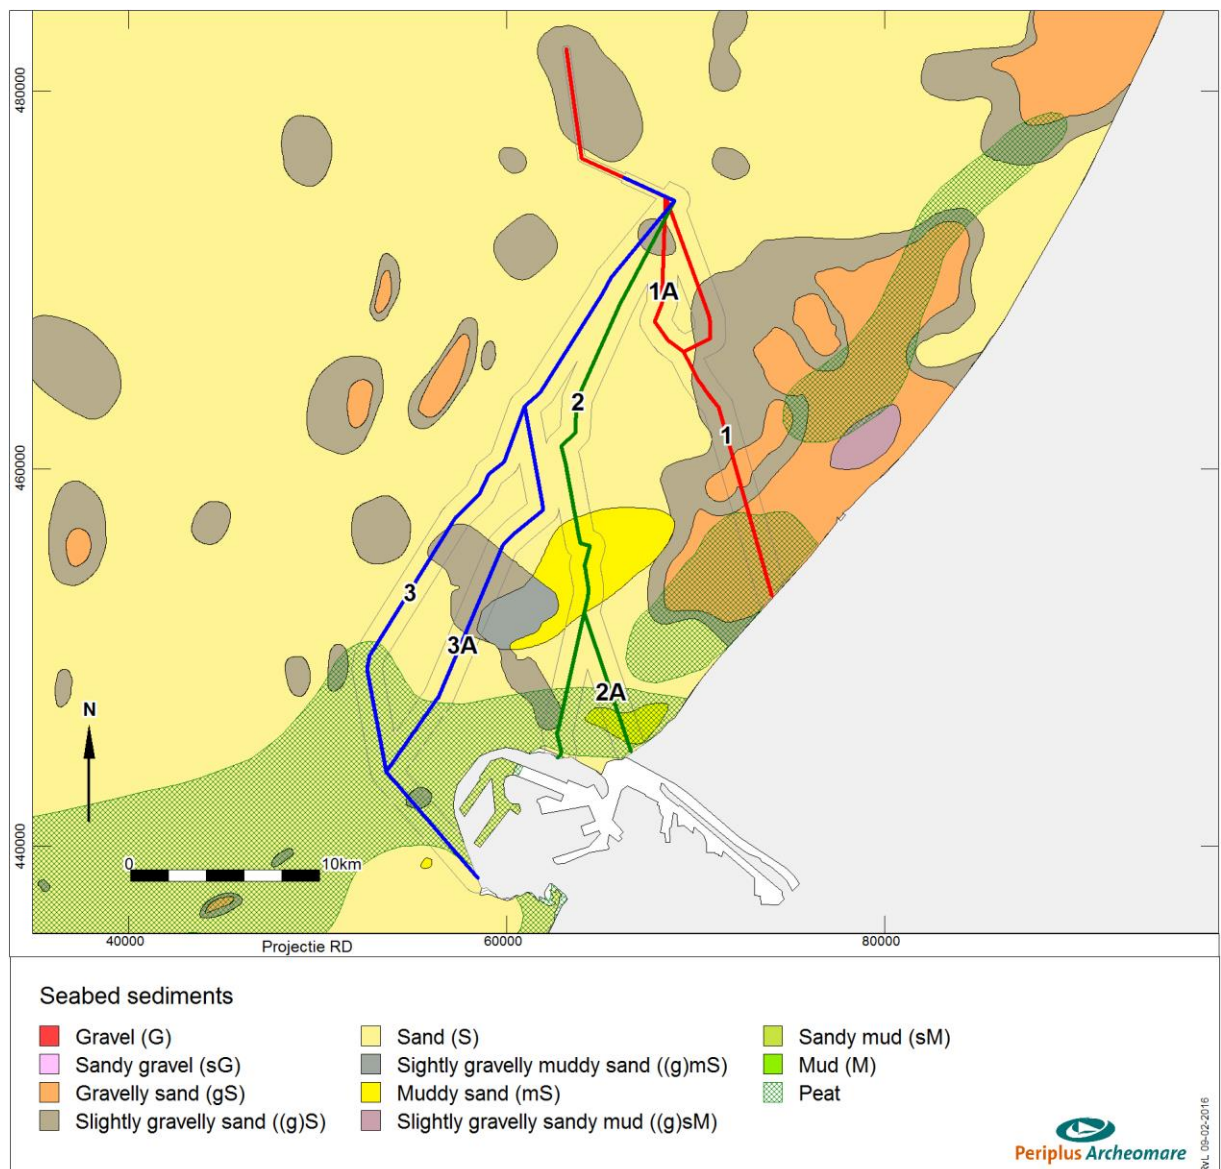 480000
460000
440000
1A
2
1
3
3A
2A
N
0 10km
40000 60000 80000
Projectie RD
Seabed sediments
Gravel (G)
Sandy gravel (sG)
Gravelly sand (gS)
Slightly gravelly sand ((g)S)
Sand (S)
Sightly gravelly muddy sand ((g)mS)
Muddy sand (mS)
Slightly gravelly sandy mud ((g)sM)
Sandy mud (sM)
Mud (M)
Peat
Periplus Archeomare
09-02-2016